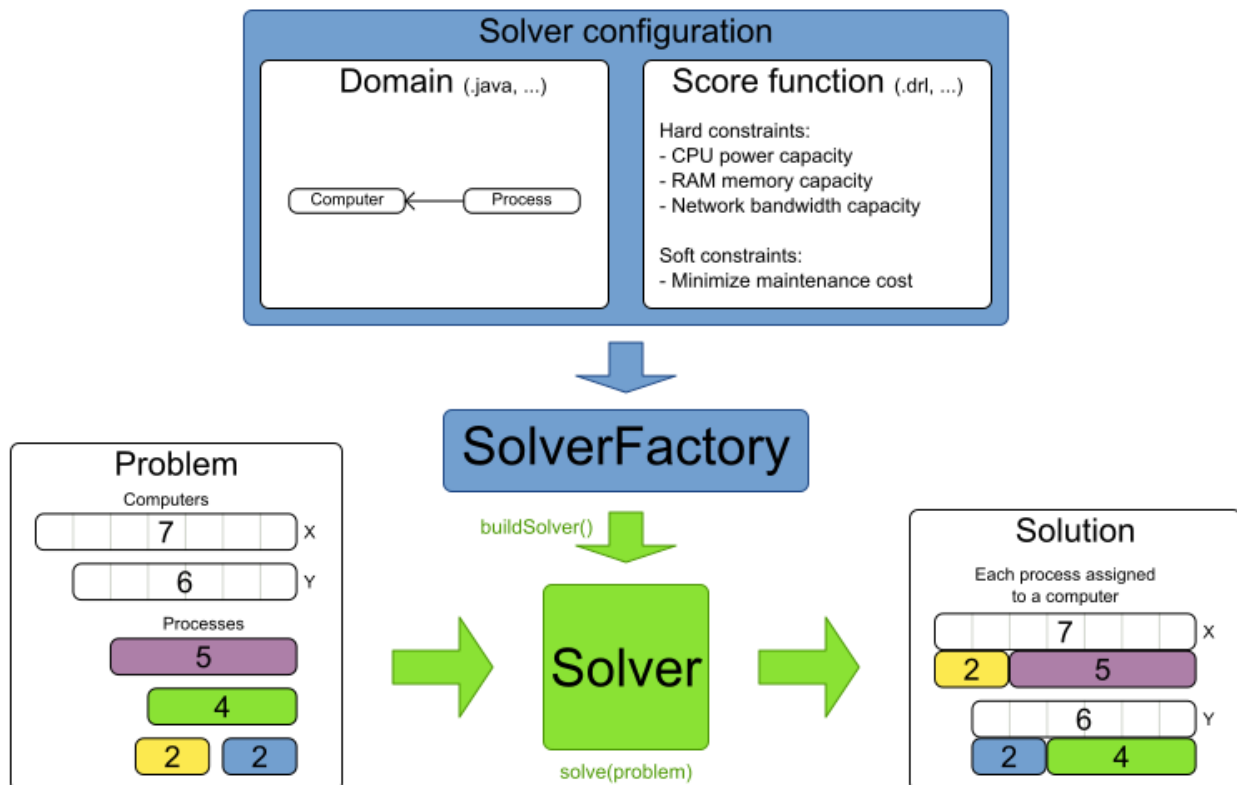 Solver configuration
Domain (.java, ...)
Computer
Process
Score function (.drl, ...)
Hard constraints:
- CPU power capacity
- RAM memory capacity
- Network bandwidth capacity
Soft constraints:
- Minimize maintenance cost
SolverFactory
buildSolver()
Problem
Computers
7 X
6 Y
Processes
5
4
2 2
Solver
solve(problem)
Solution
Each process assigned
to a computer
7 X
2 5
6 Y
2 4